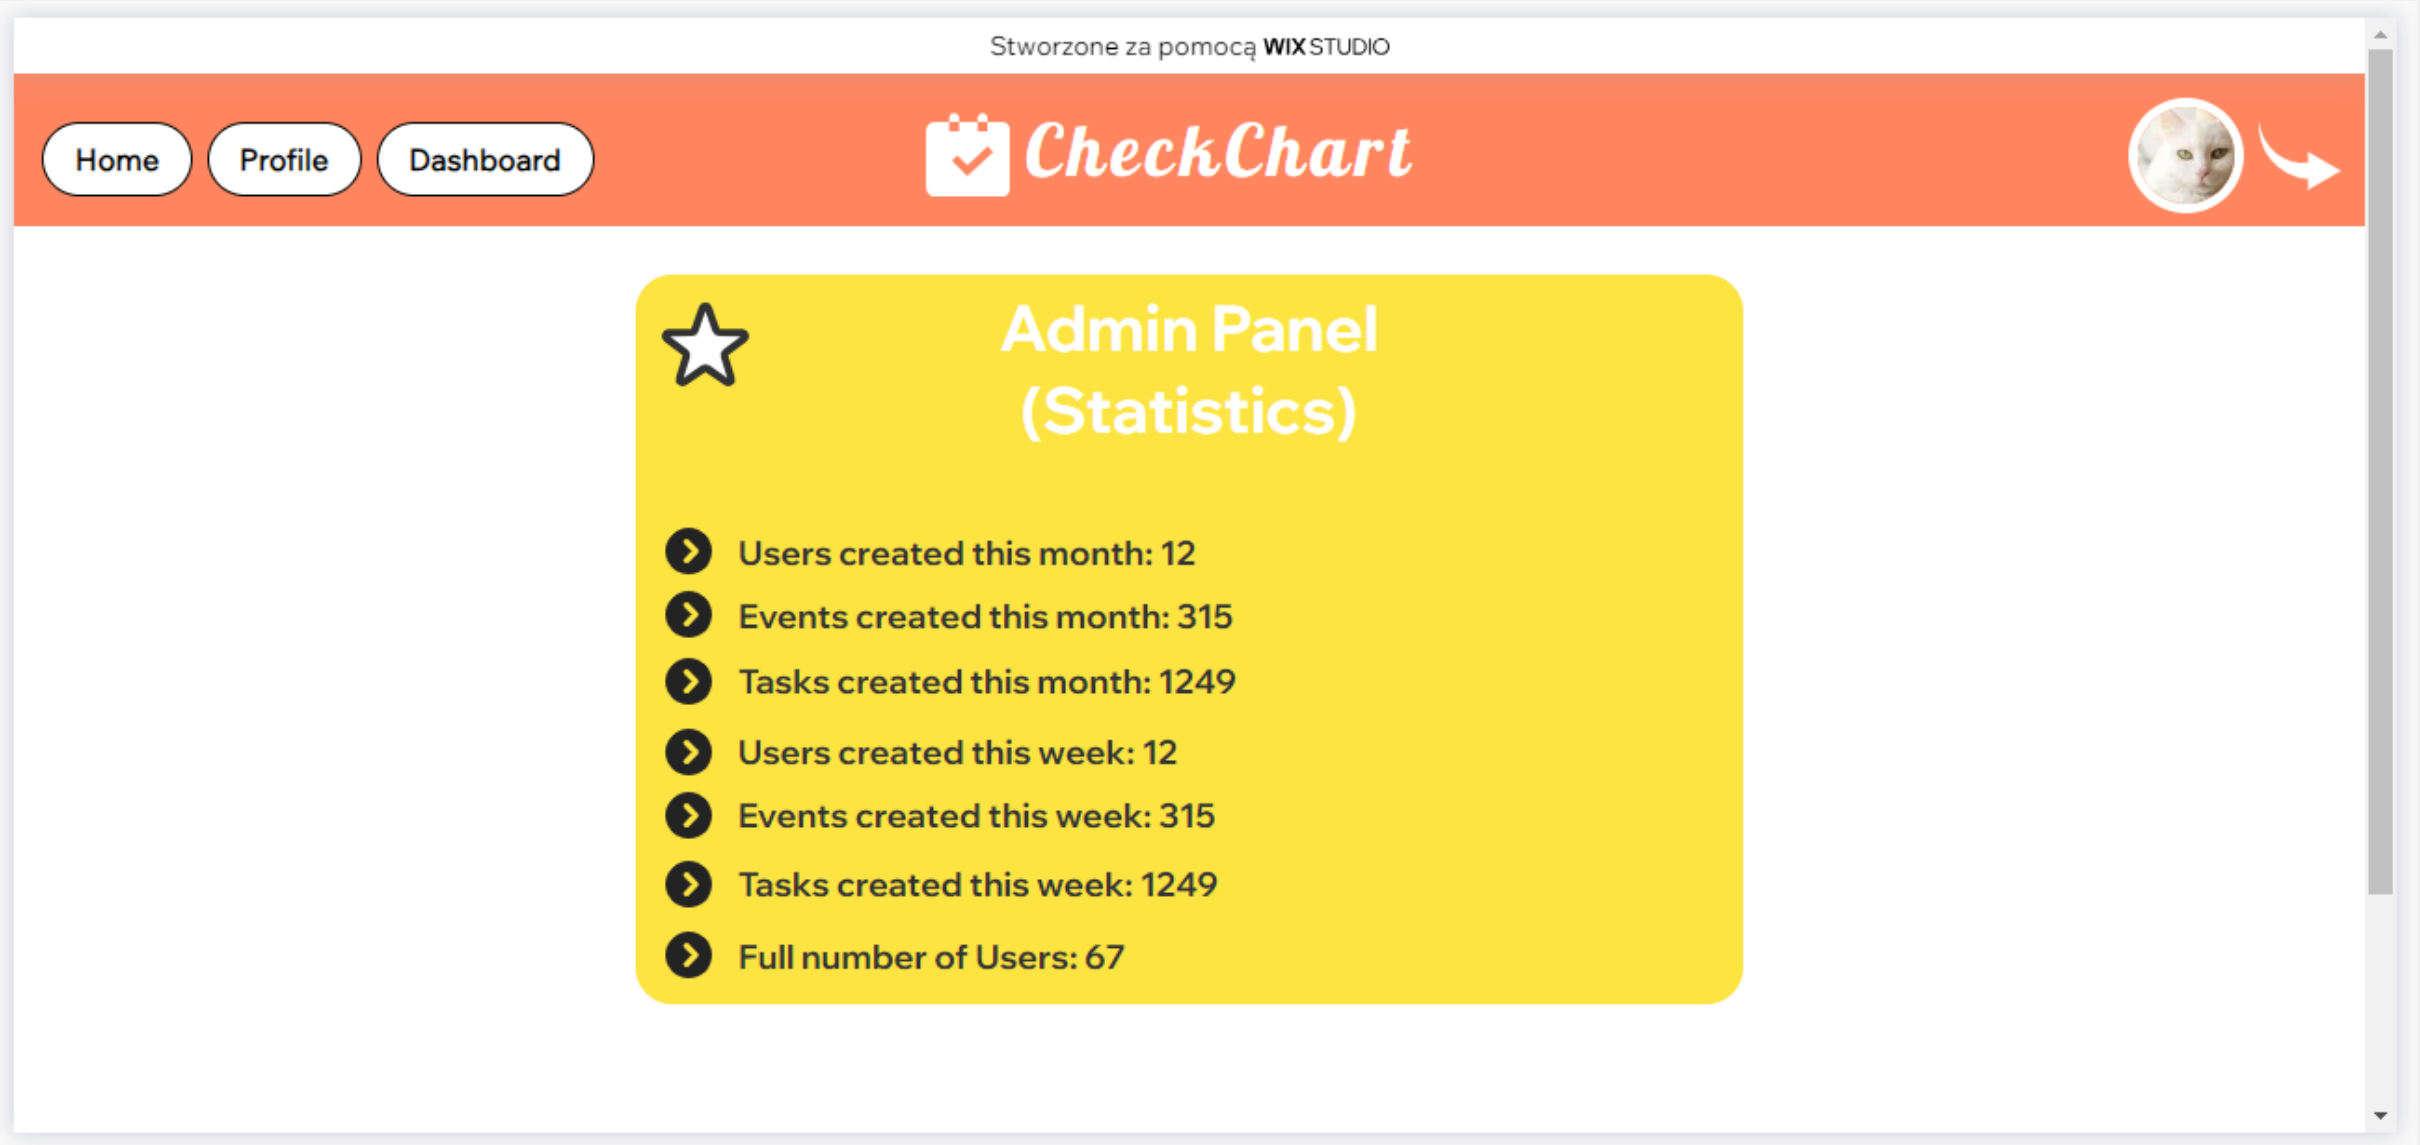 Stworzone za pomocą WIX STUDIO
Home Profile Dashboard CheckChart
Admin Panel
(Statistics)
Users created this month: 12
Events created this month: 315
Tasks created this month: 1249
Users created this week: 12
Events created this week: 315
Tasks created this week: 1249
Full number of Users: 67